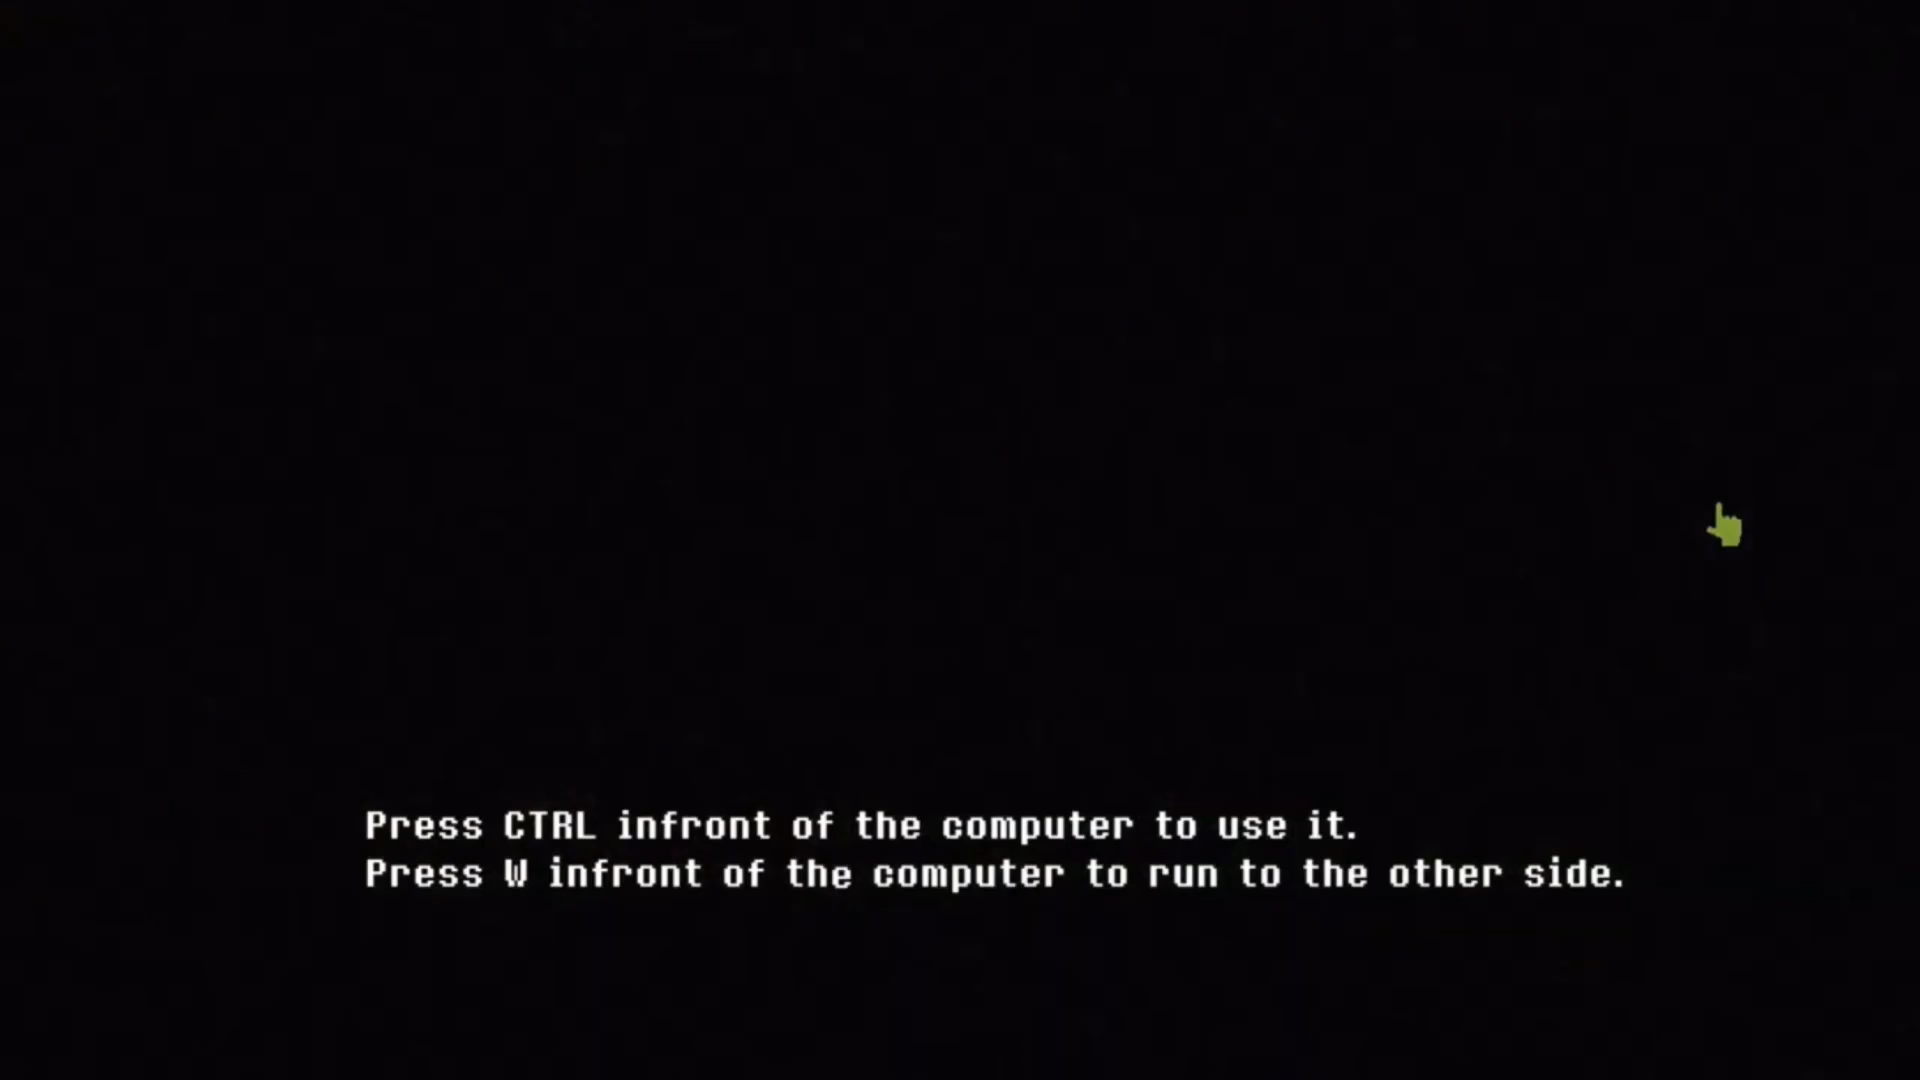 Press CTRL infront of the computer to use it.
Press W infront of the computer to run to the other side.